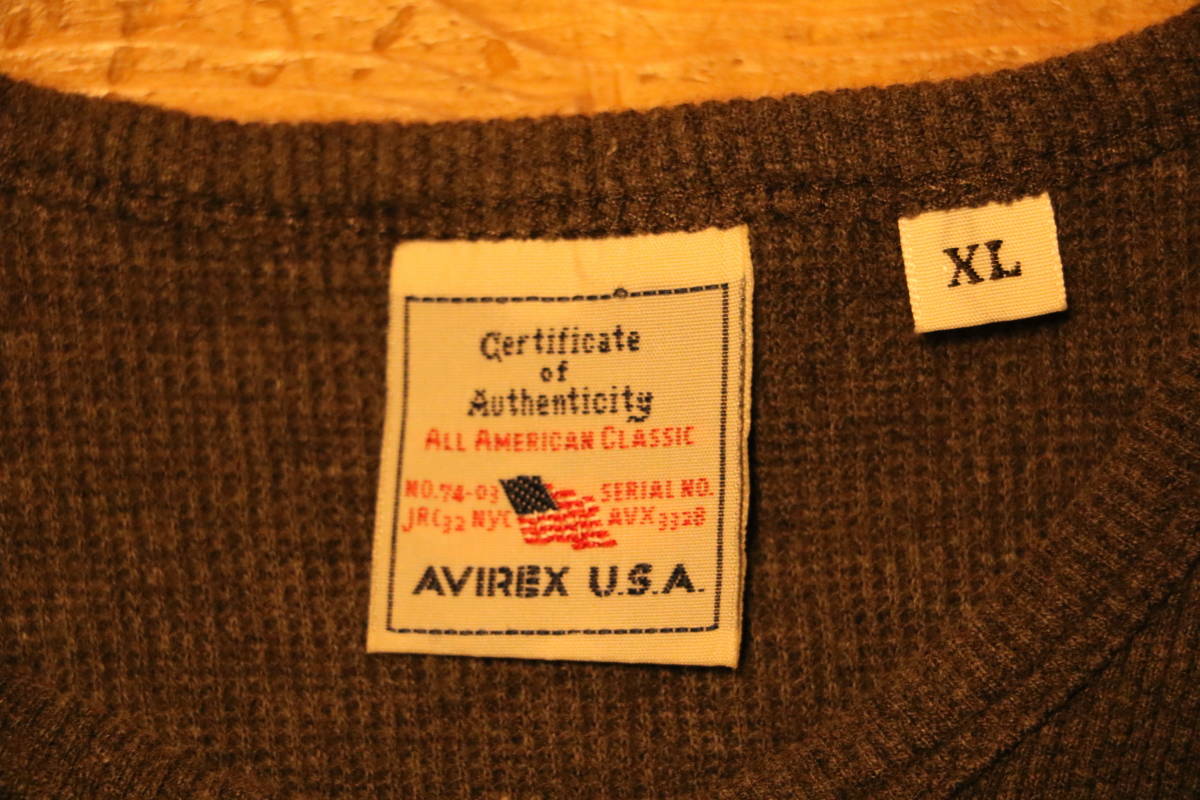 Certificate
of
Authenticity
ALL AMERICAN CLASSIC
NO.74-03 SERIAL NO.
JRC32 NYC AVX3328
AVIREX U.S.A.
XL